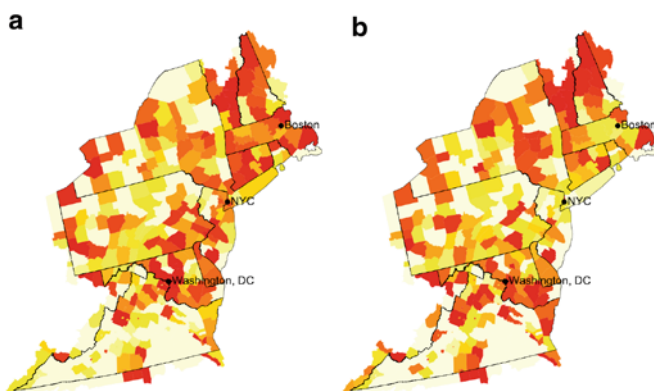 a
b
Boston
Boston
NYC
NYC
Washington, DC
Washington, DC